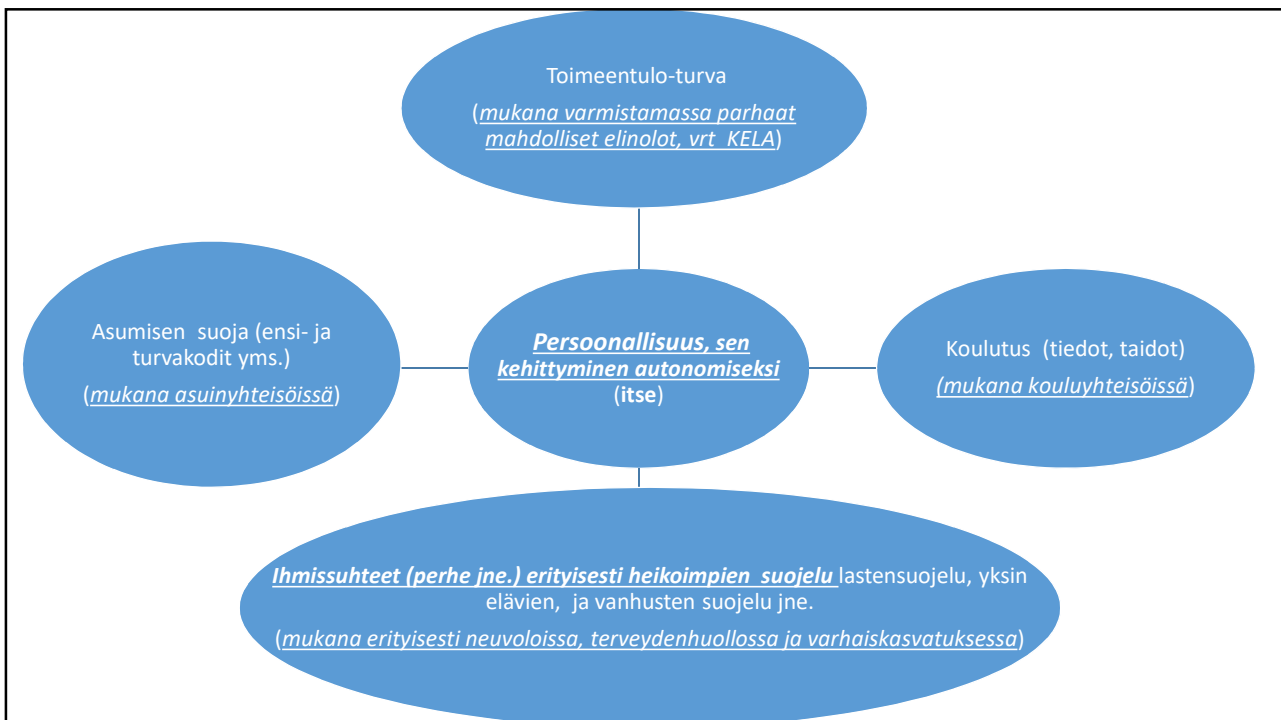 Toimeentulo-turva
(mukana varmistamassa parhaat
mahdolliset elinolot, vrt  KELA)
Asumisen  suoja (ensi- ja
turvakodit yms.)
(mukana asuinyhteisöissä)
Persoonallisuus, sen
kehittyminen autonomiseksi
(itse)
Koulutus  (tiedot, taidot)
(mukana kouluyhteisöissä)
Ihmissuhteet (perhe jne.) erityisesti heikoimpien  suojelu lastensuojelu, yksin
elävien,  ja vanhusten suojelu jne.
(mukana erityisesti neuvoloissa, terveydenhuollossa ja varhaiskasvatuksessa)